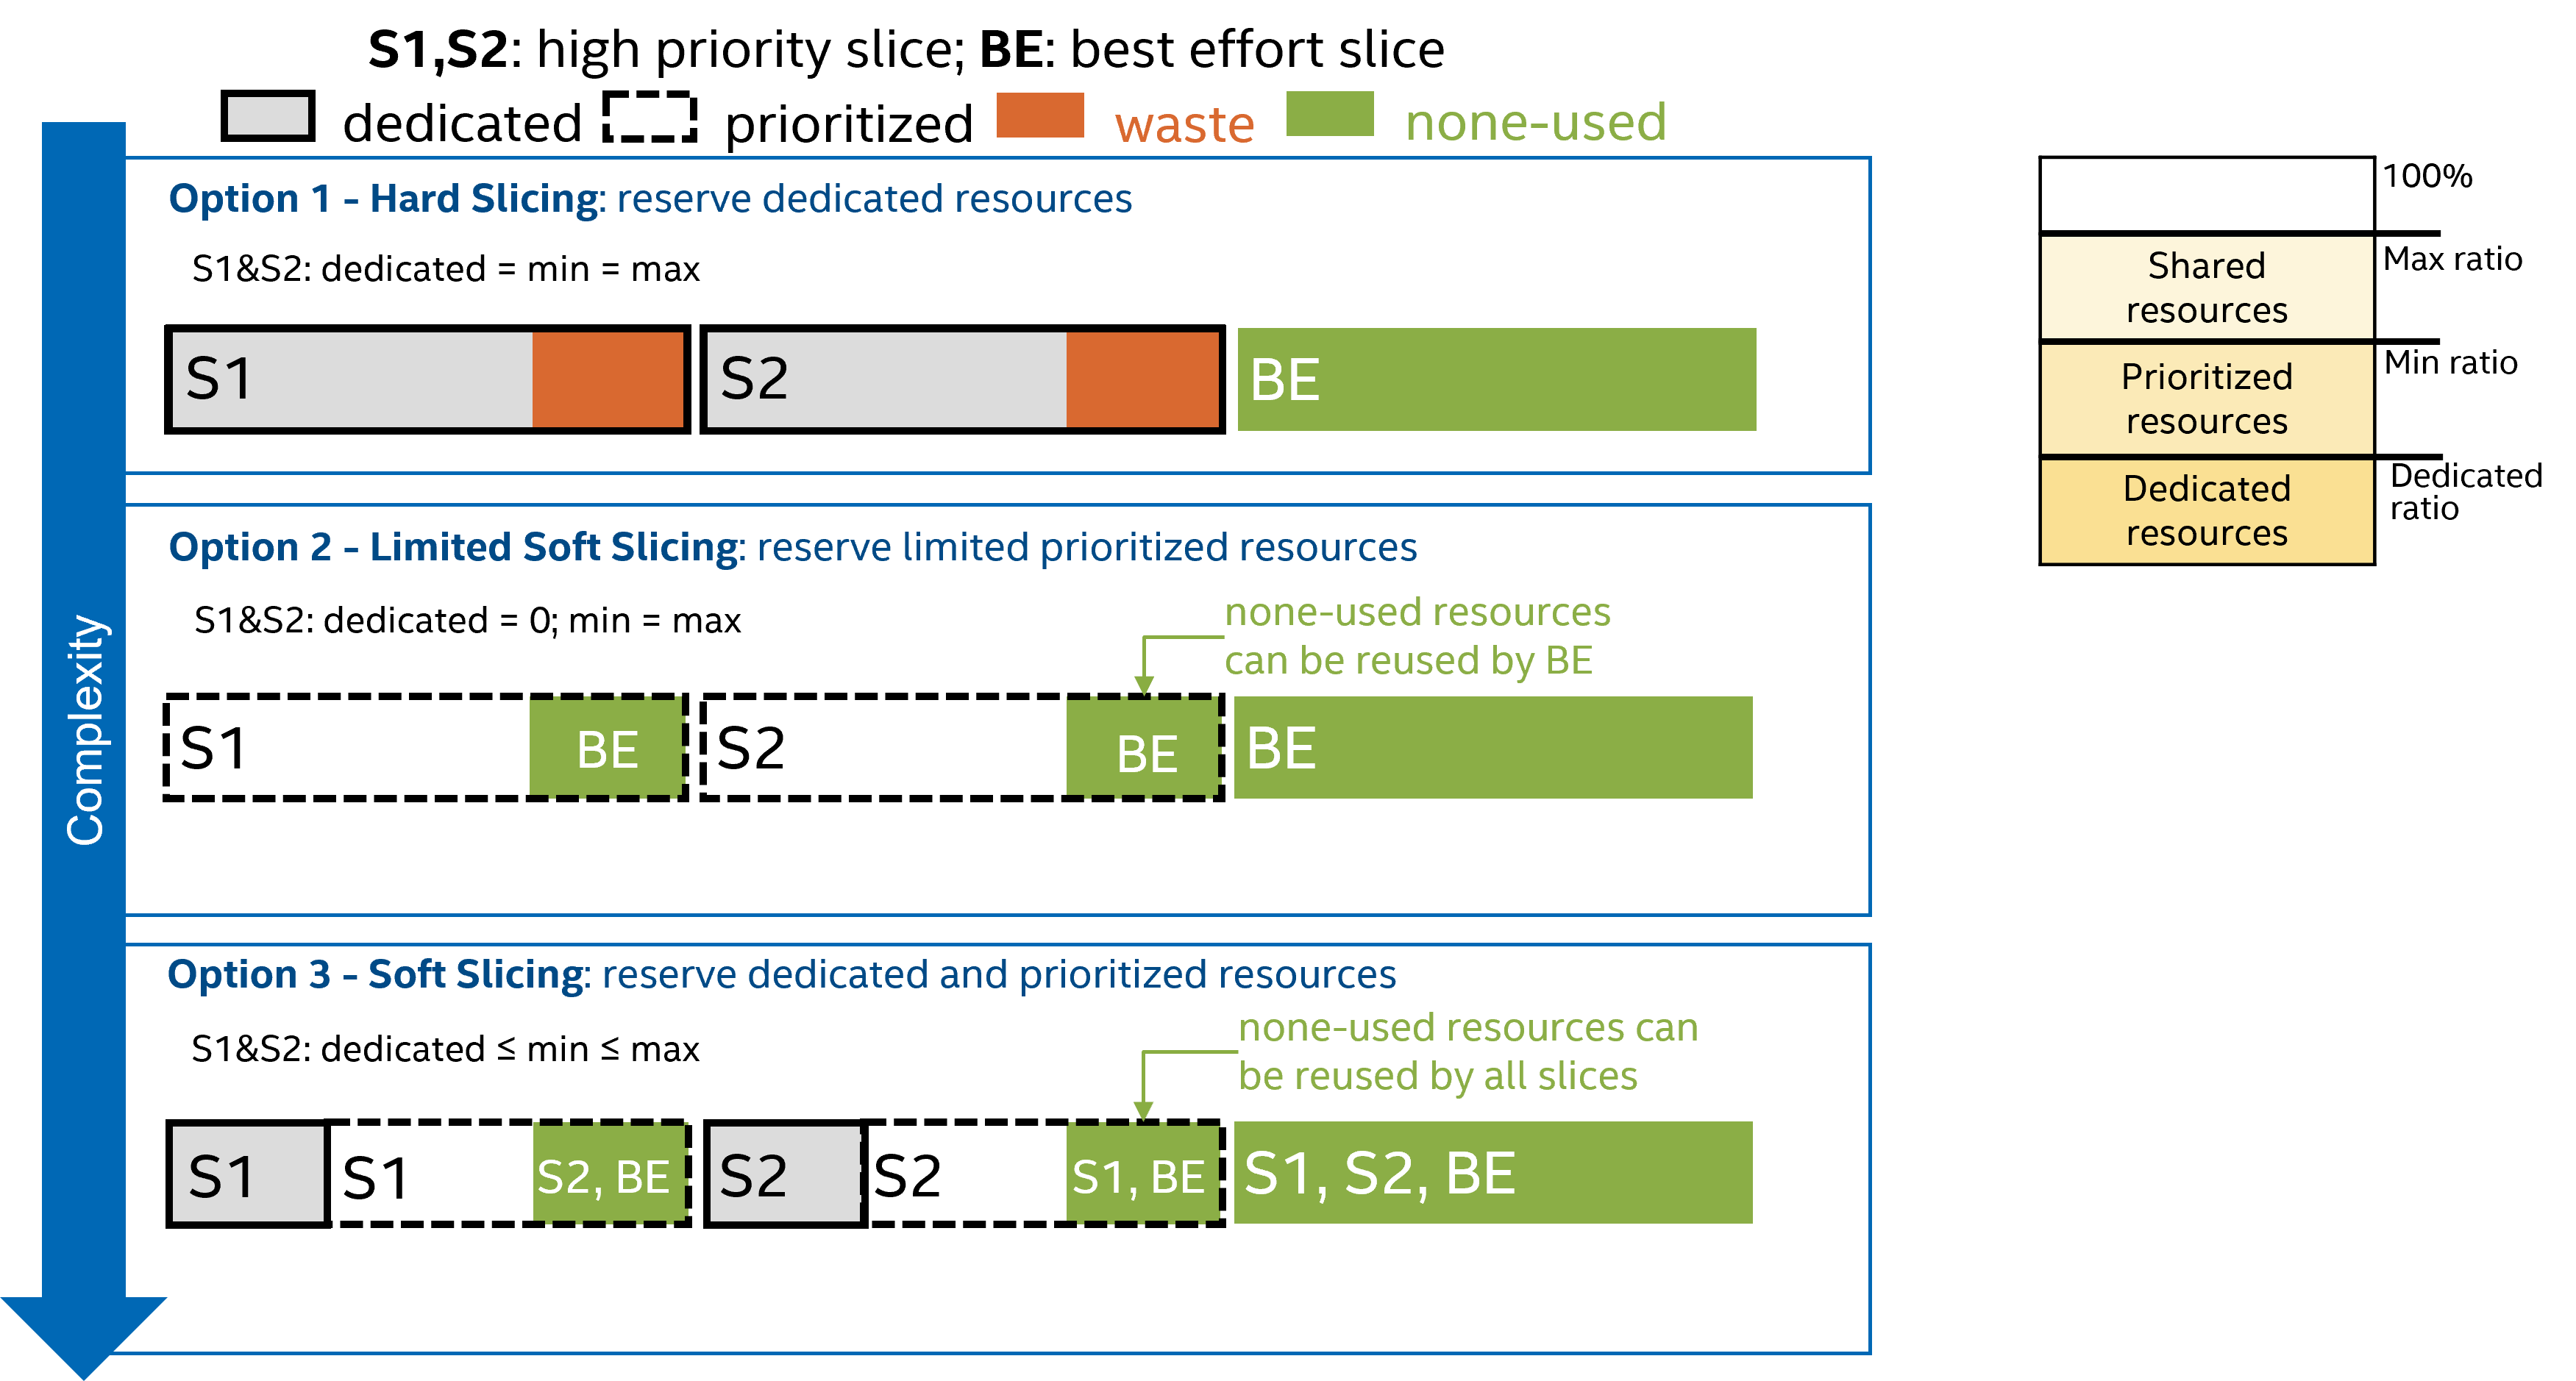 S1,S2: high priority slice; BE: best effort slice
dedicated prioritized waste none-used
Complexity
Option 1 - Hard Slicing: reserve dedicated resources
S1&S2: dedicated = min = max
S1 S2 BE
Option 2 - Limited Soft Slicing: reserve limited prioritized resources
S1&S2: dedicated = 0; min = max
none-used resources
can be reused by BE
S1 BE S2 BE BE
Option 3 - Soft Slicing: reserve dedicated and prioritized resources
S1&S2: dedicated ≤ min ≤ max
none-used resources can
be reused by all slices
S1 S1 S2, BE S2 S2 S1, BE S1, S2, BE
100%
Shared
resources
Max ratio
Prioritized
resources
Min ratio
Dedicated
resources
Dedicated
ratio